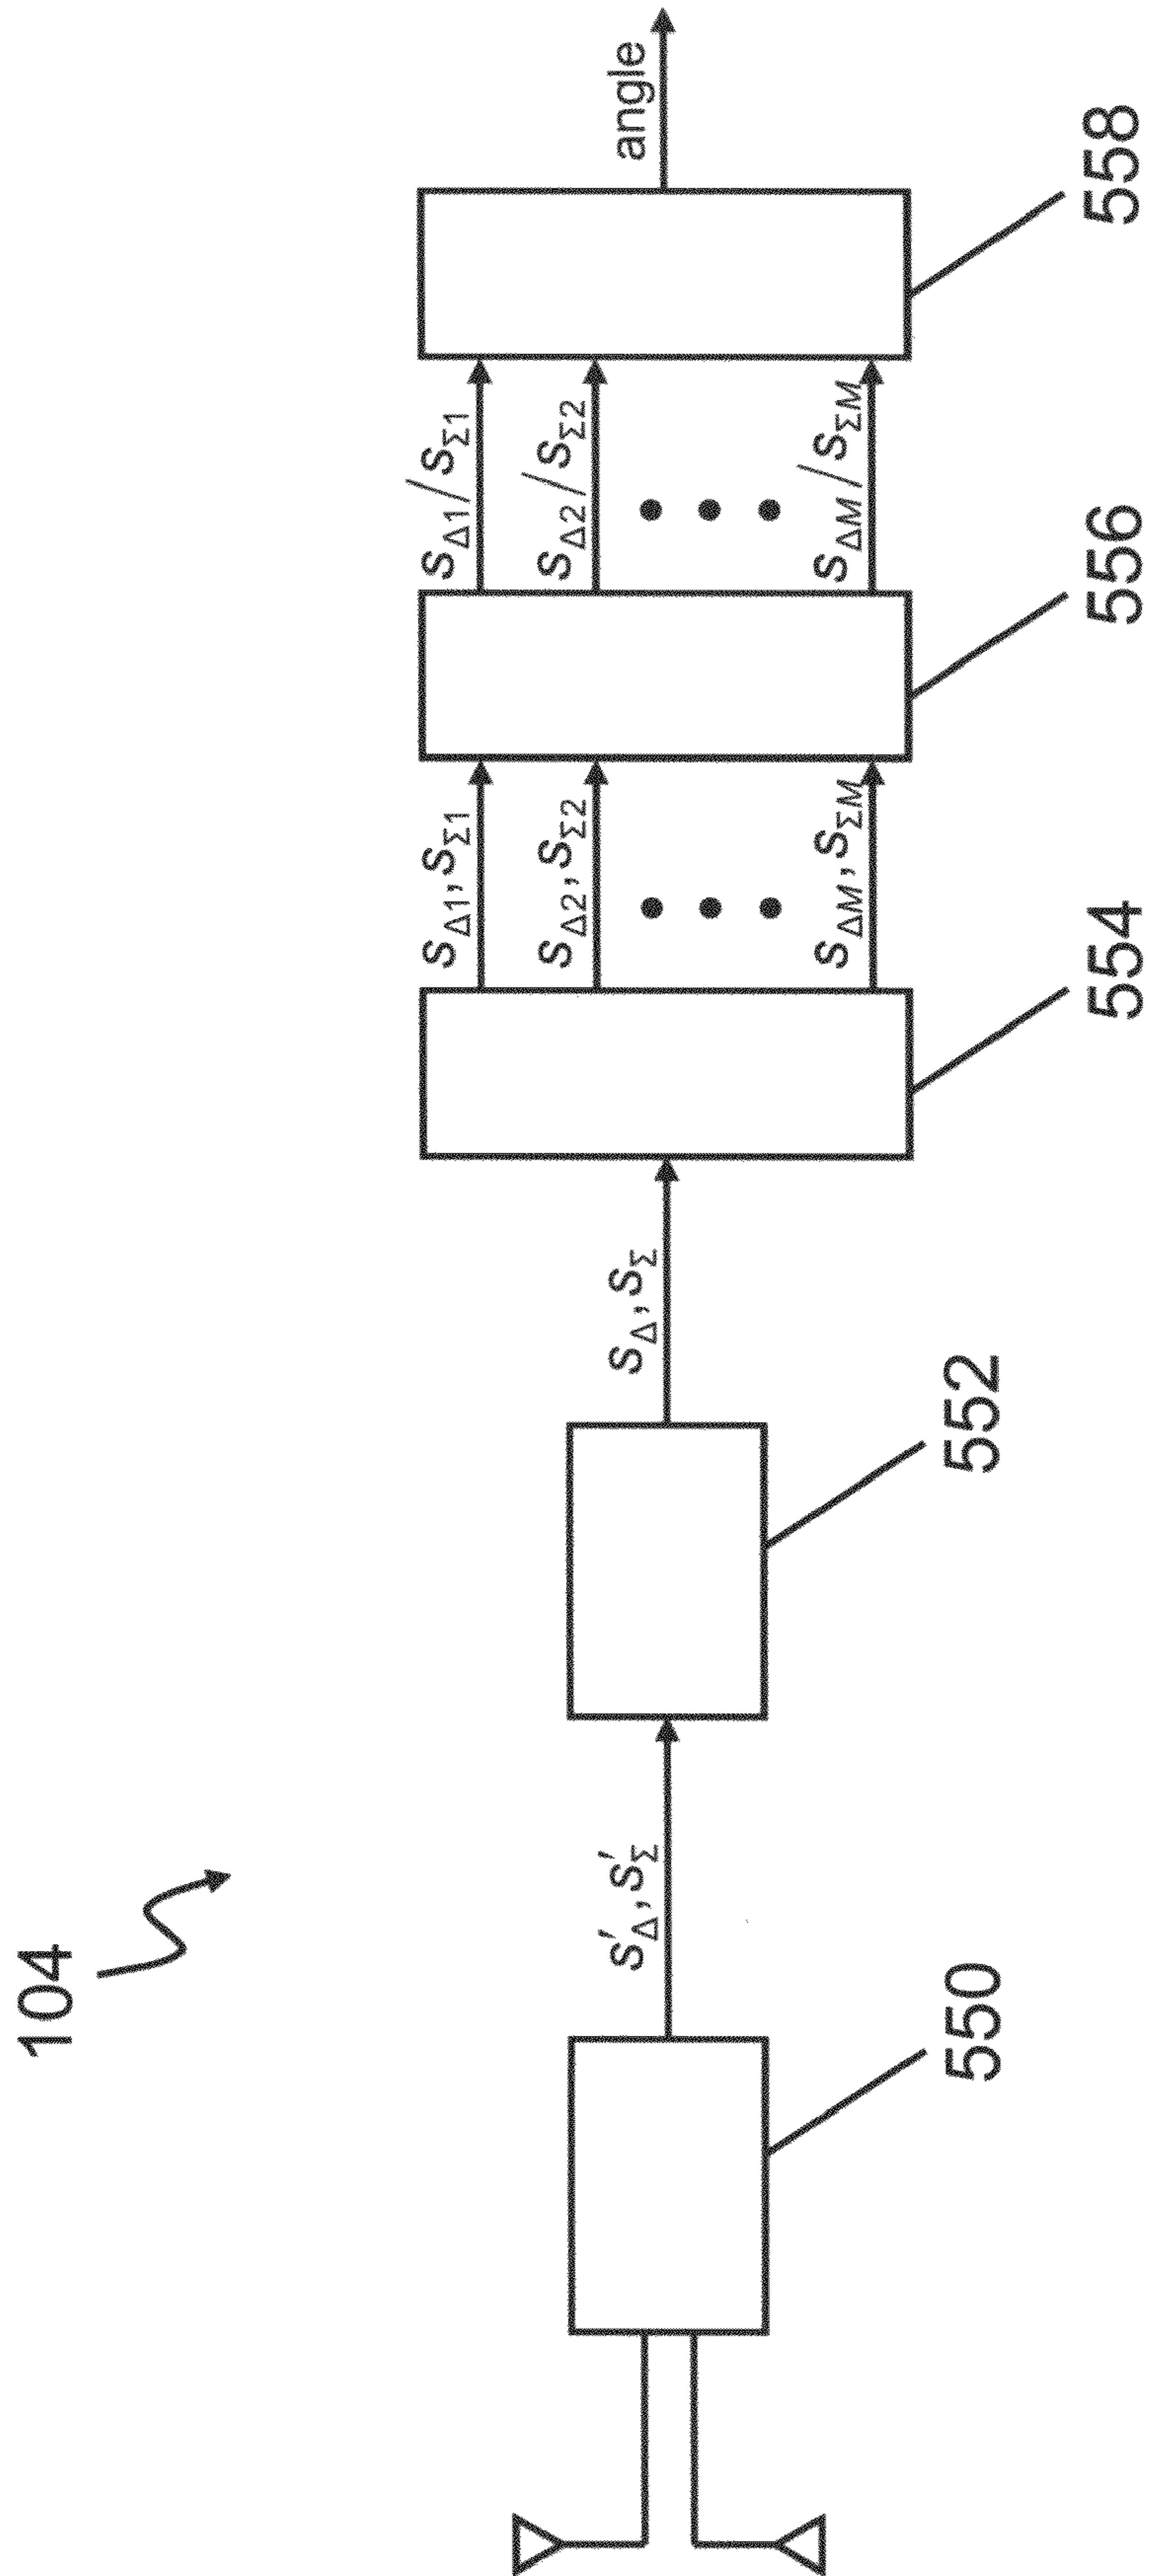 104
s′Δ, s′Σ
sΔ, sΣ
sΔ1, sΣ1
sΔ2, sΣ2
sΔM, sΣM
sΔ1/sΣ1
sΔ2/sΣ2
sΔM/sΣM
angle
550
552
554
556
558